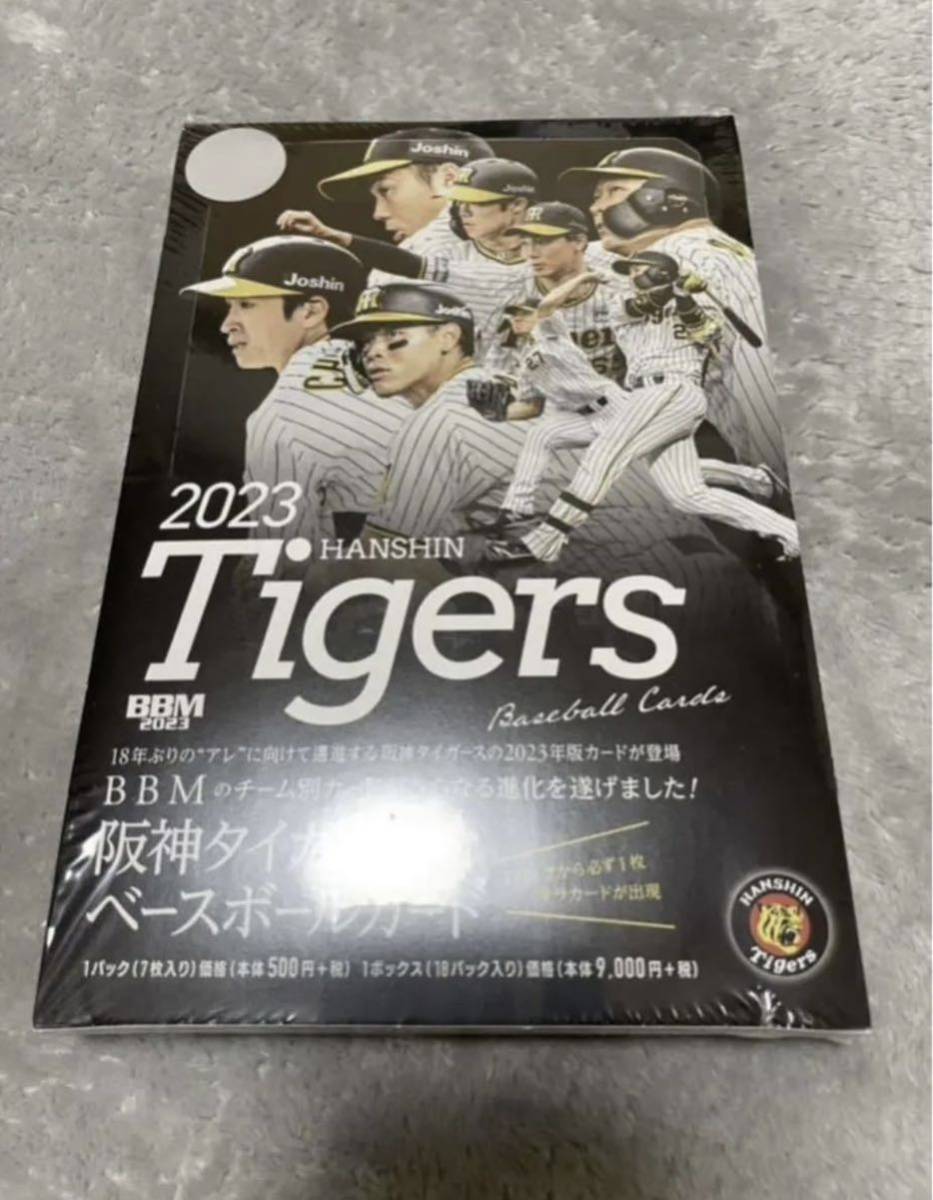 Joshin
Joshin
Joshin
2023
HANSHIN
Tigers
Baseball Cards
BBM
2023
18年ぶりの“アレ”に向けて邁進する阪神タイガースの2023年版カードが登場
BBMのチーム別カ なる進化を遂げました!
阪神タイガ
から必ず1枚
カードが出現
ベースボールカード
HANSHIN
Tigers
1パック(7枚入り)価格(本体500円+税) 1ボックス(18パック入り)価格(本体9,000円+税)